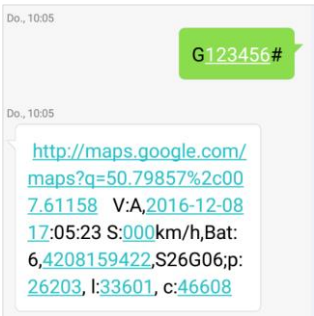 Do., 10:05
G123456#
Do., 10:05
http://maps.google.com/
maps?q=50.79857%2c00
7.61158 V:A,2016-12-08
17:05:23 S:000km/h,Bat:
6,4208159422,S26G06;p:
26203, l:33601, c:46608